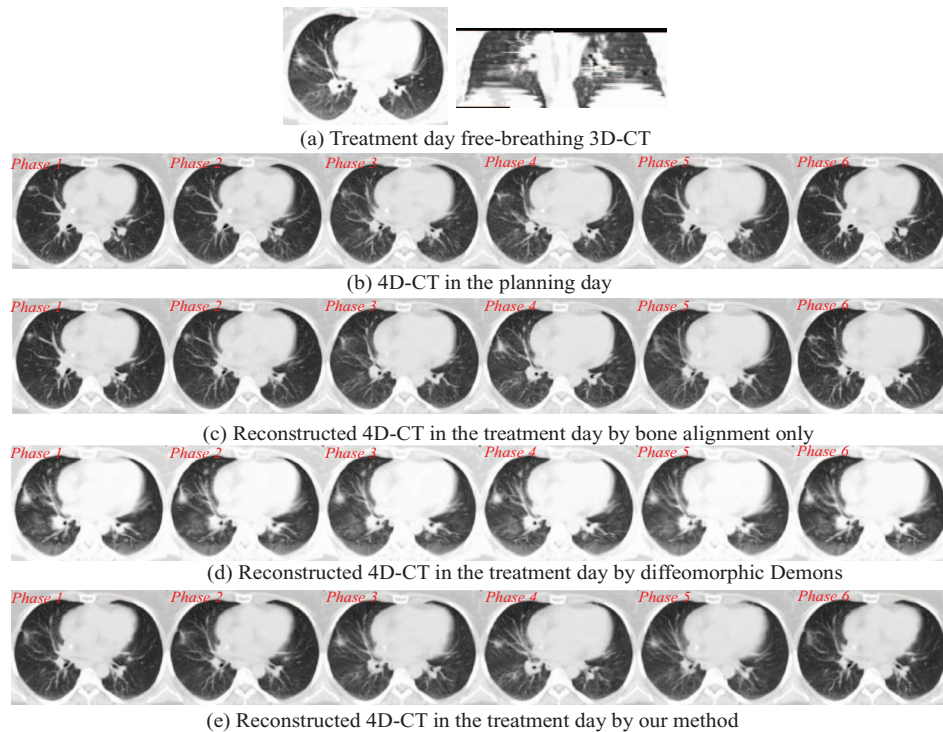 (a) Treatment day free-breathing 3D-CT
Phase 1 Phase 2 Phase 3 Phase 4 Phase 5 Phase 6
(b) 4D-CT in the planning day
Phase 1 Phase 2 Phase 3 Phase 4 Phase 5 Phase 6
(c) Reconstructed 4D-CT in the treatment day by bone alignment only
Phase 1 Phase 2 Phase 3 Phase 4 Phase 5 Phase 6
(d) Reconstructed 4D-CT in the treatment day by diffeomorphic Demons
Phase 1 Phase 2 Phase 3 Phase 4 Phase 5 Phase 6
(e) Reconstructed 4D-CT in the treatment day by our method